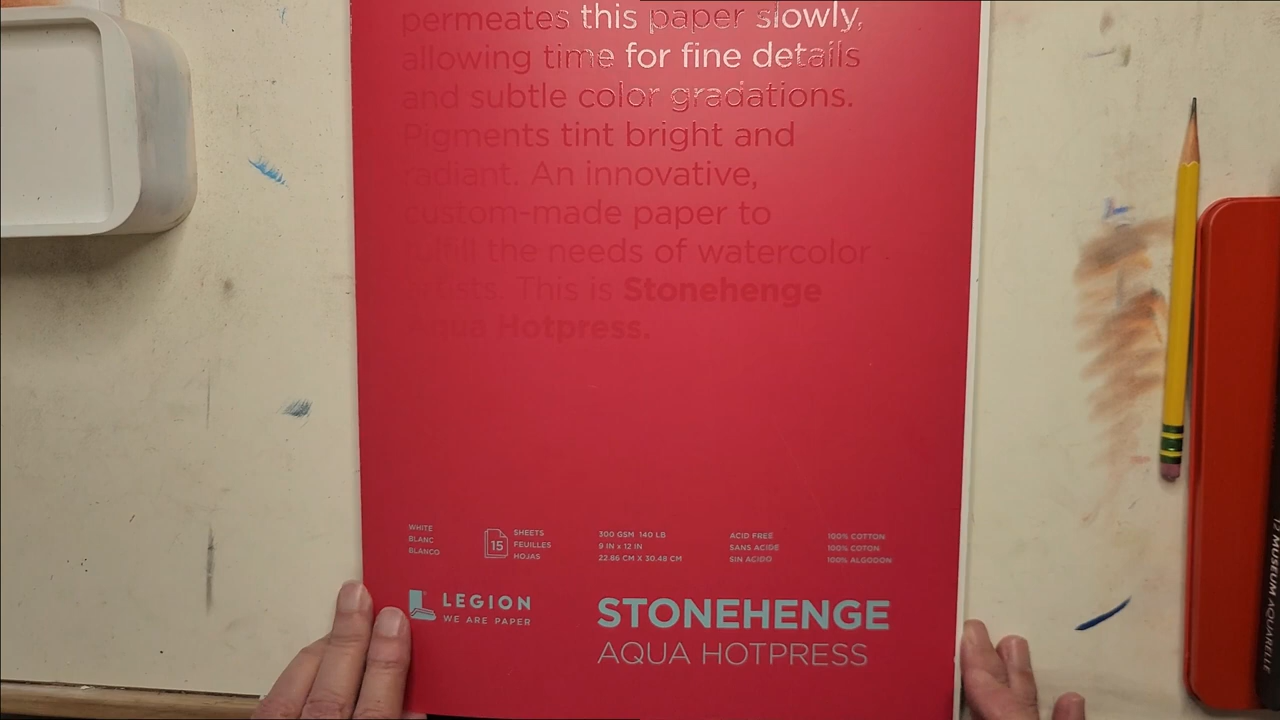 permeates this paper slowly,
allowing time for fine details
and subtle color gradations.
Pigments tint bright and
radiant. An innovative,
custom-made paper to
fulfill the needs of watercolor
artists. This is Stonehenge
Aqua Hotpress.
WHITE
BLANC
BLANCO
15
SHEETS
FEUILLES
HOJAS
300 GSM 140 LB
9 IN x 12 IN
22.86 CM X 30.48 CM
ACID FREE
SANS ACIDE
SIN ACIDO
100% COTTON
100% COTON
100% ALGODON
LEGION
WE ARE PAPER
STONEHENGE
AQUA HOTPRESS
MUSEUM AQUARELLE